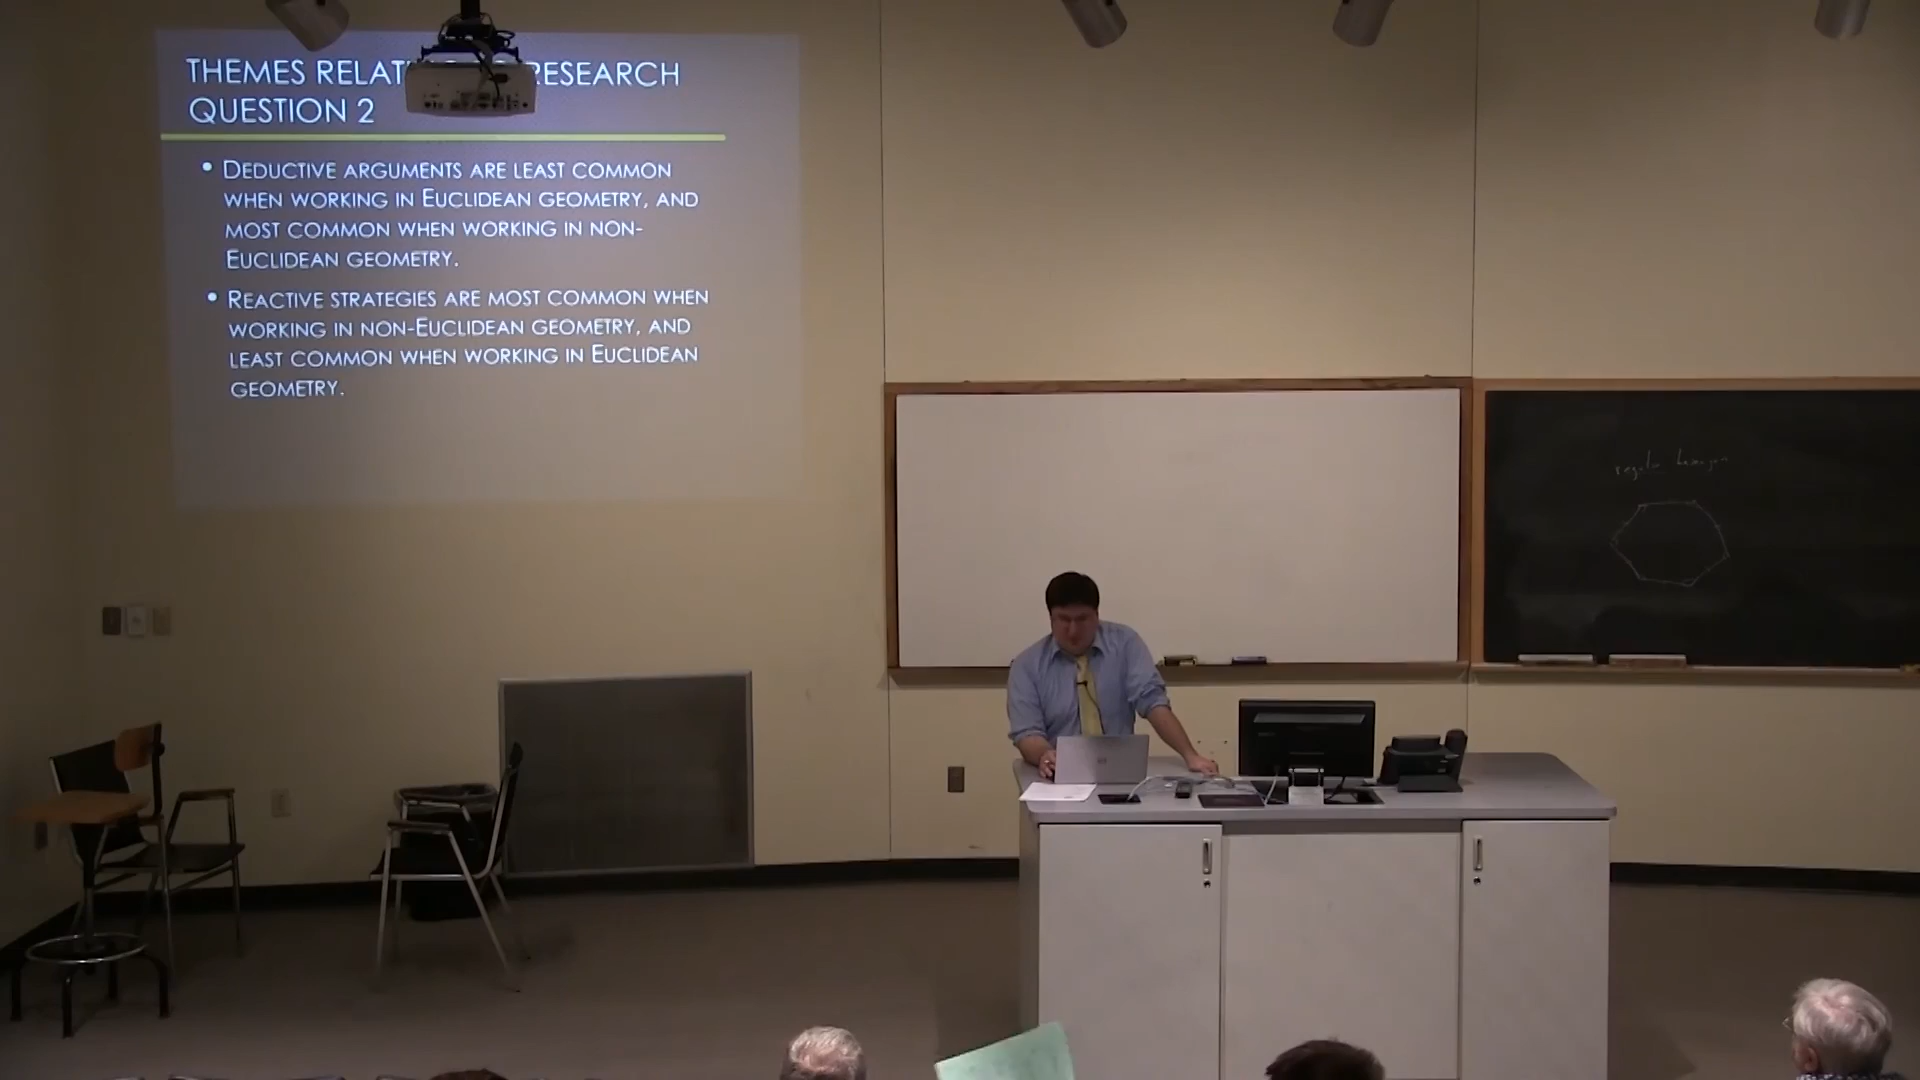 THEMES RELAT RESEARCH
QUESTION 2
• DEDUCTIVE ARGUMENTS ARE LEAST COMMON
WHEN WORKING IN EUCLIDEAN GEOMETRY, AND
MOST COMMON WHEN WORKING IN NON-
EUCLIDEAN GEOMETRY.
• REACTIVE STRATEGIES ARE MOST COMMON WHEN
WORKING IN NON-EUCLIDEAN GEOMETRY, AND
LEAST COMMON WHEN WORKING IN EUCLIDEAN
GEOMETRY.
regular hexagon